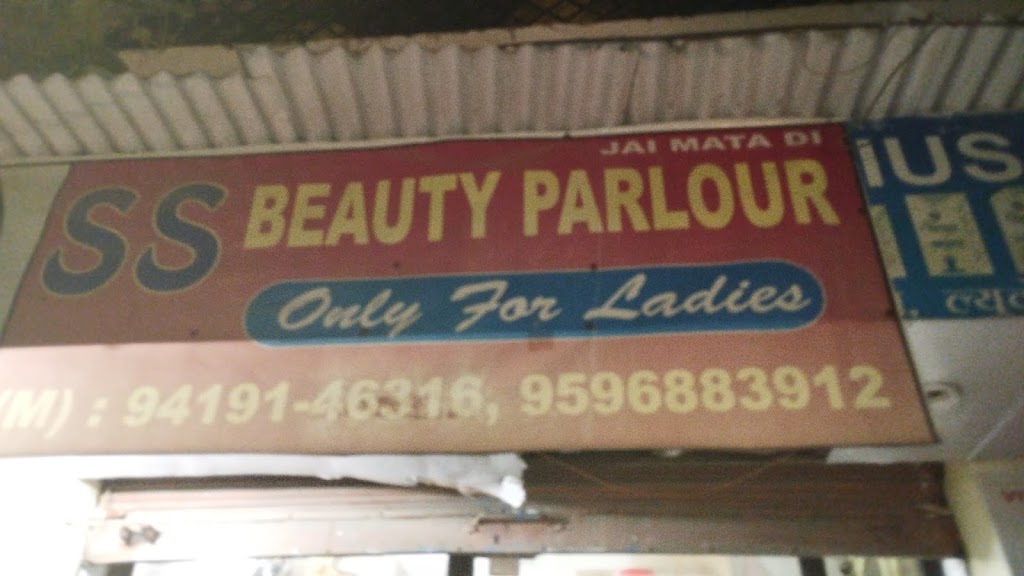 JAI MATA DI
SS BEAUTY PARLOUR
Only For Ladies
(M) : 94191-46316, 9596883912